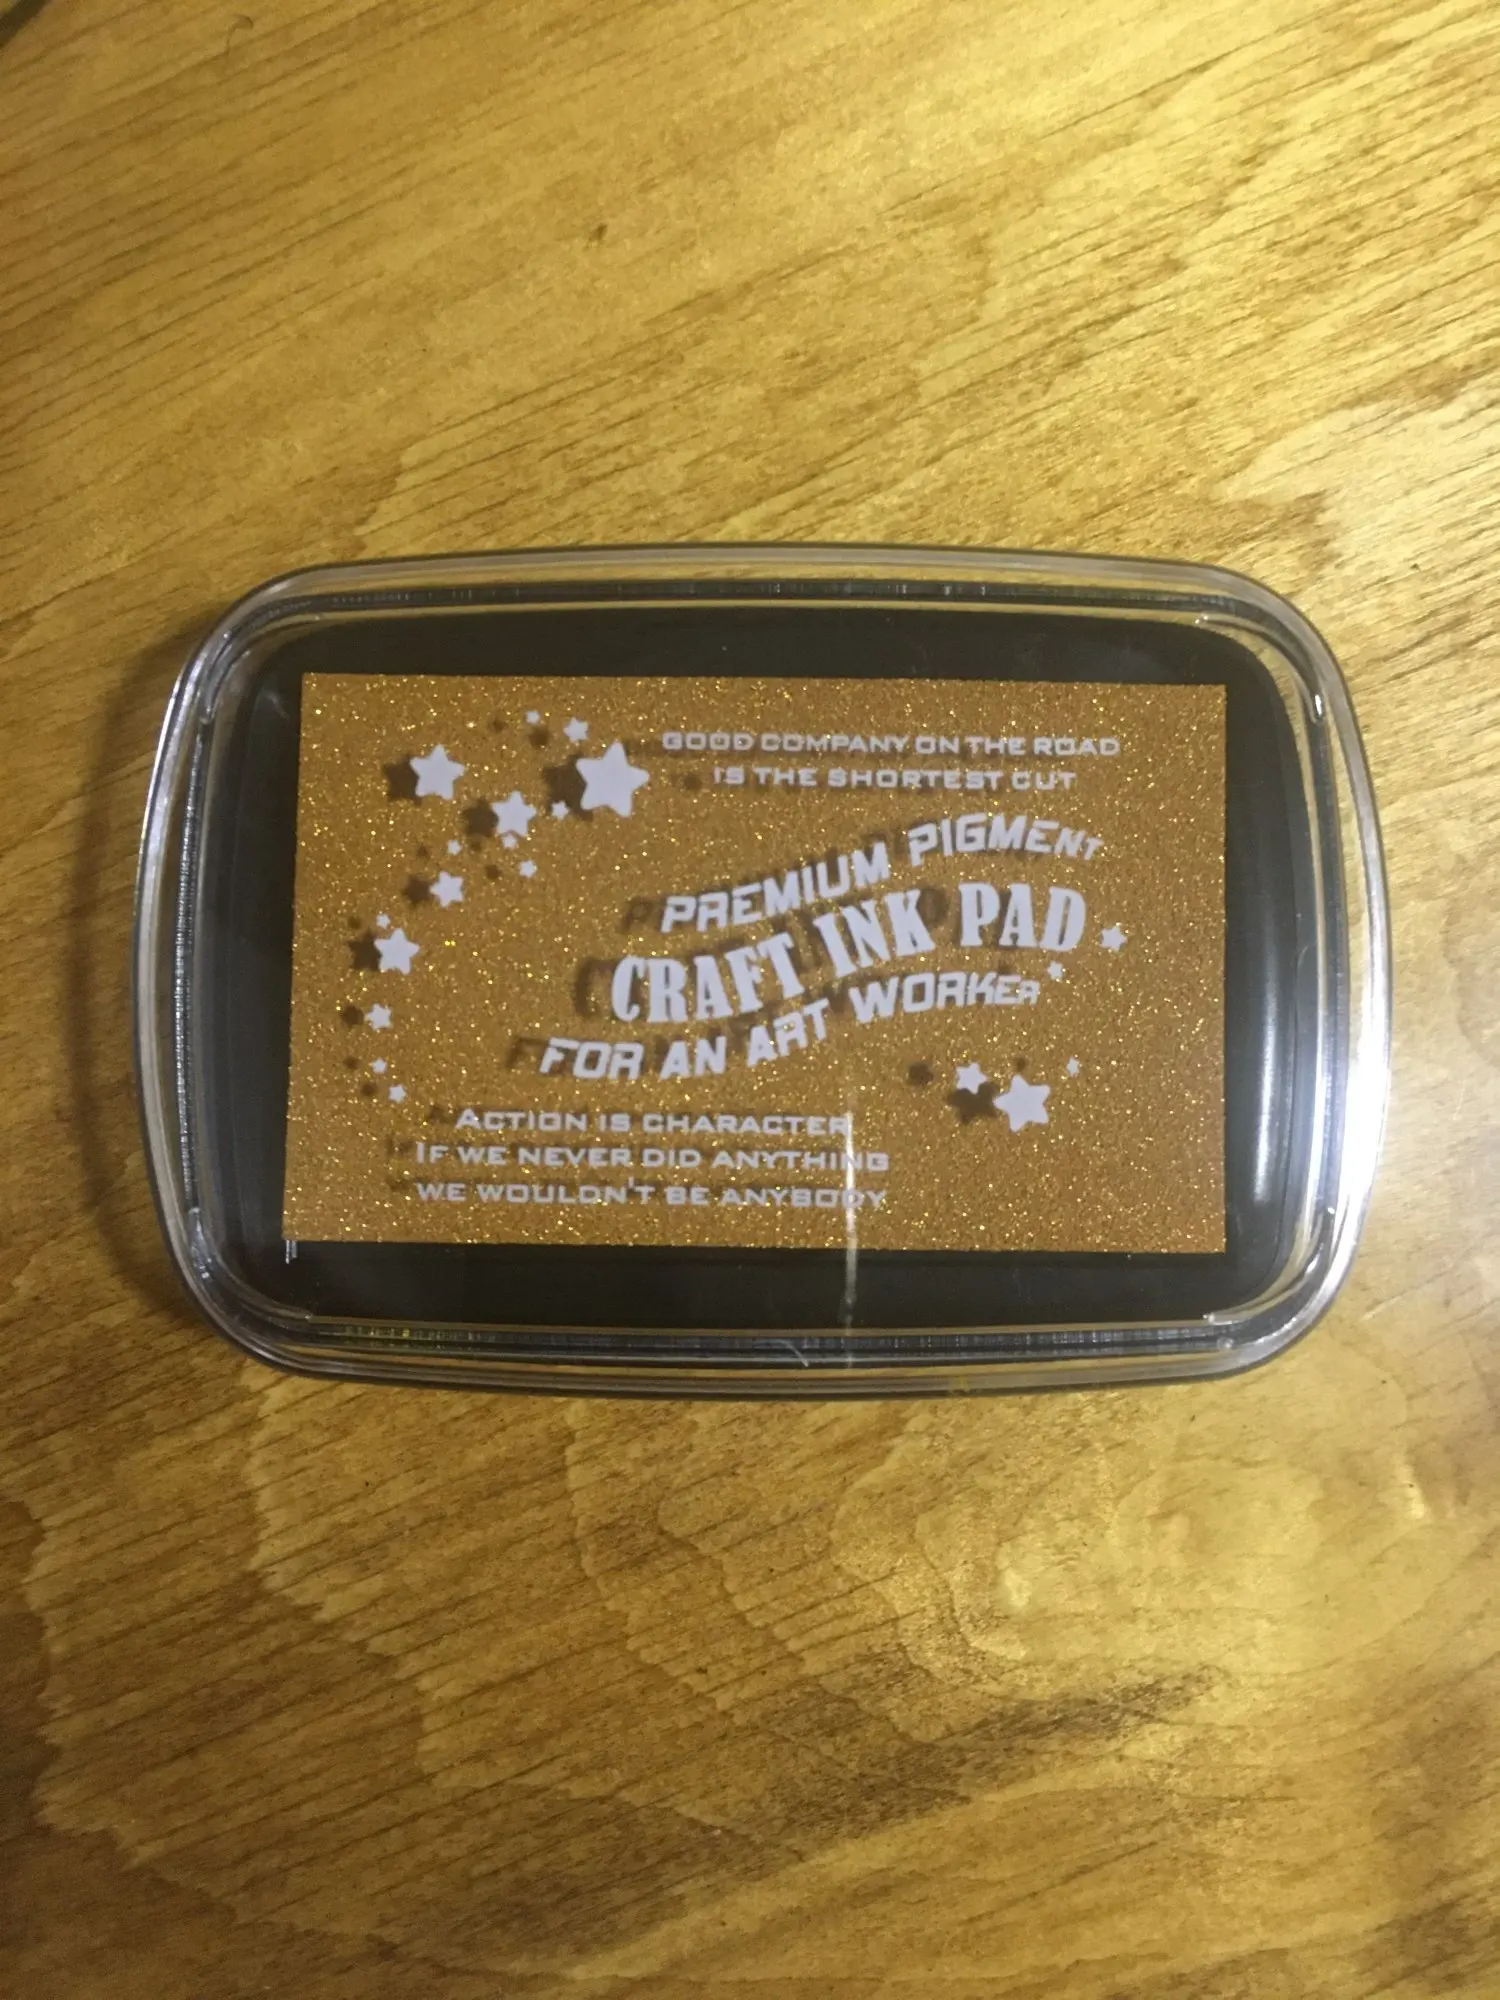 GOOD COMPANY ON THE ROAD
IS THE SHORTEST CUT
PREMIUM PIGMENT
CRAFT INK PAD
FOR AN ART WORKER
ACTION IS CHARACTER
IF WE NEVER DID ANYTHING
WE WOULDN'T BE ANYBODY